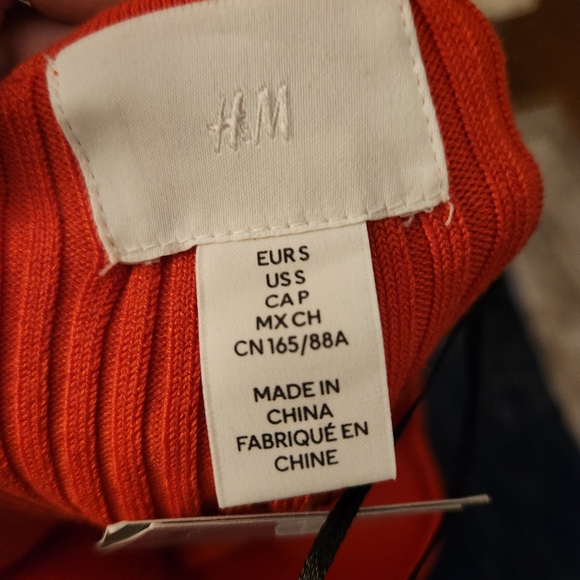 H&M
EUR S
US S
CA P
MX CH
CN 165/88A
MADE IN
CHINA
FABRIQUÉ EN
CHINE